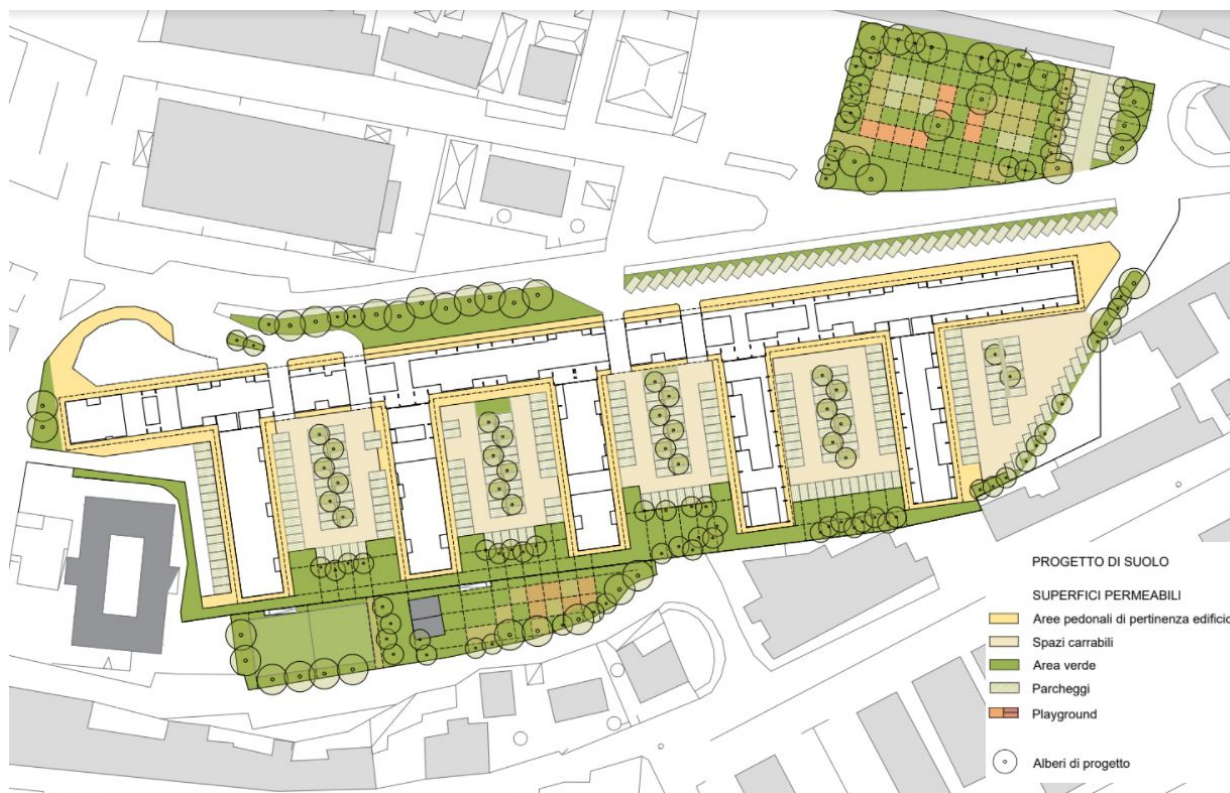 PROGETTO DI SUOLO
SUPERFICI PERMEABILI
Aree pedonali di pertinenza edificio
Spazi carrabili
Area verde
Parcheggi
Playground
Alberi di progetto